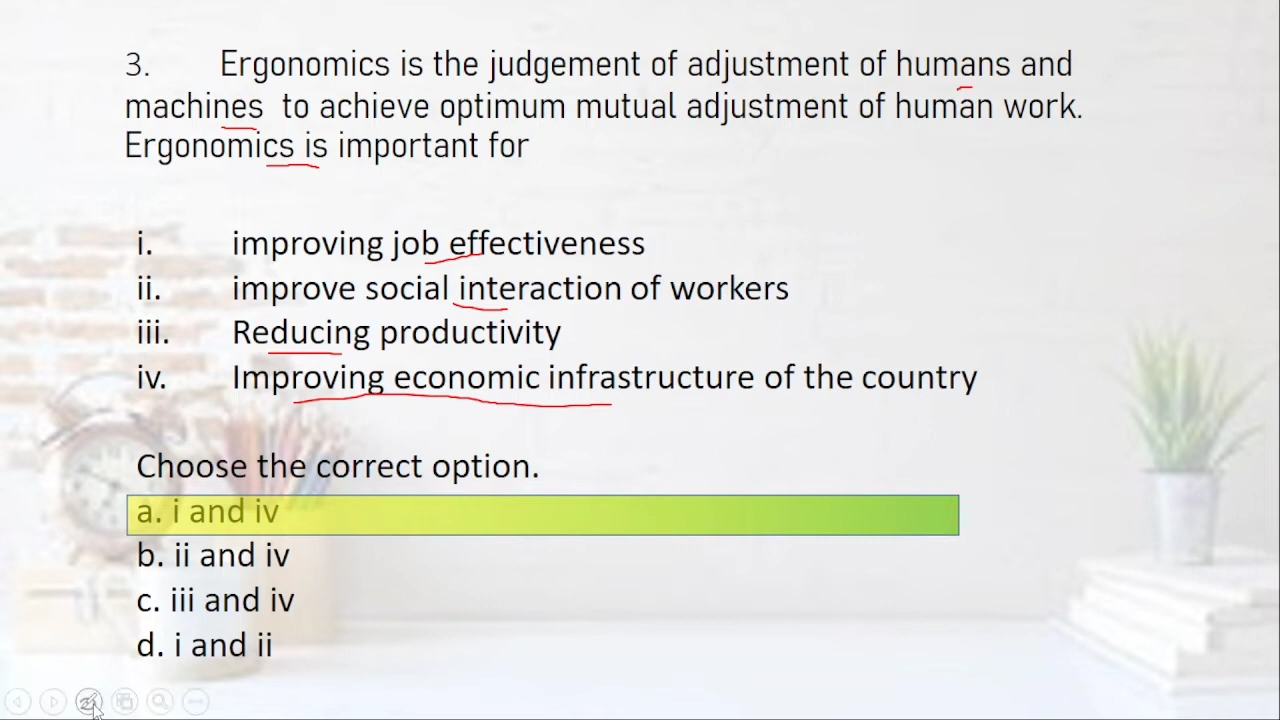 3. Ergonomics is the judgement of adjustment of humans and
machines to achieve optimum mutual adjustment of human work.
Ergonomics is important for
i. improving job effectiveness
ii. improve social interaction of workers
iii. Reducing productivity
iv. Improving economic infrastructure of the country
Choose the correct option.
a. i and iv
b. ii and iv
c. iii and iv
d. i and ii